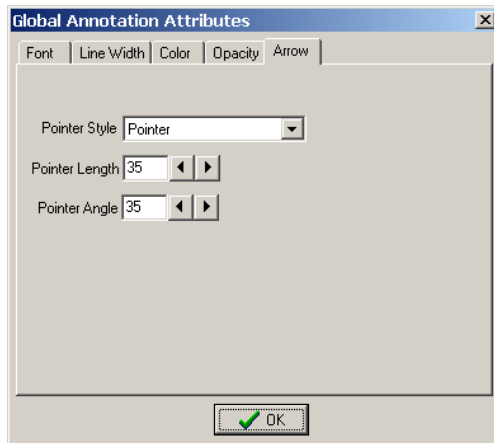 Global Annotation Attributes
Font Line Width Color Opacity Arrow
Pointer Style Pointer
Pointer Length 35
Pointer Angle 35
OK